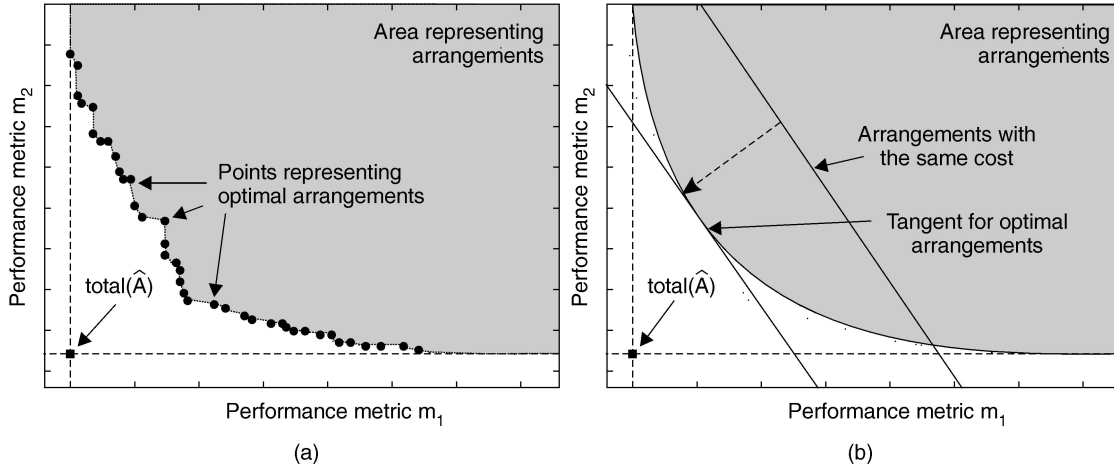 Area representing
arrangements
Performance metric m2
Points representing
optimal arrangements
total(Â)
Performance metric m1
(a)
Area representing
arrangements
Performance metric m2
Arrangements with
the same cost
Tangent for optimal
arrangements
total(Â)
Performance metric m1
(b)